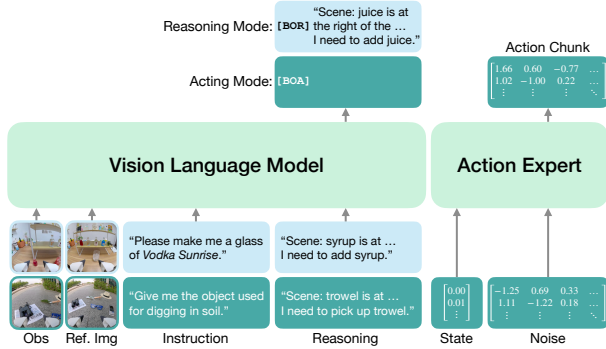 Reasoning Mode: [BOR] "Scene: juice is at
the right of the …
I need to add juice."
Acting Mode: [BOA]
Action Chunk
1.66 0.60 −0.77 …
1.02 −1.00 0.22 …
⋮ ⋮ ⋮ ⋱
Vision Language Model
Action Expert
"Please make me a glass
of Vodka Sunrise."
"Scene: syrup is at …
I need to add syrup."
"Give me the object used
for digging in soil."
"Scene: trowel is at …
I need to pick up trowel."
0.00
0.01
⋮
−1.25 0.69 0.33 …
1.11 −1.22 0.18 …
⋮ ⋮ ⋮ ⋱
Obs Ref. Img Instruction Reasoning State Noise